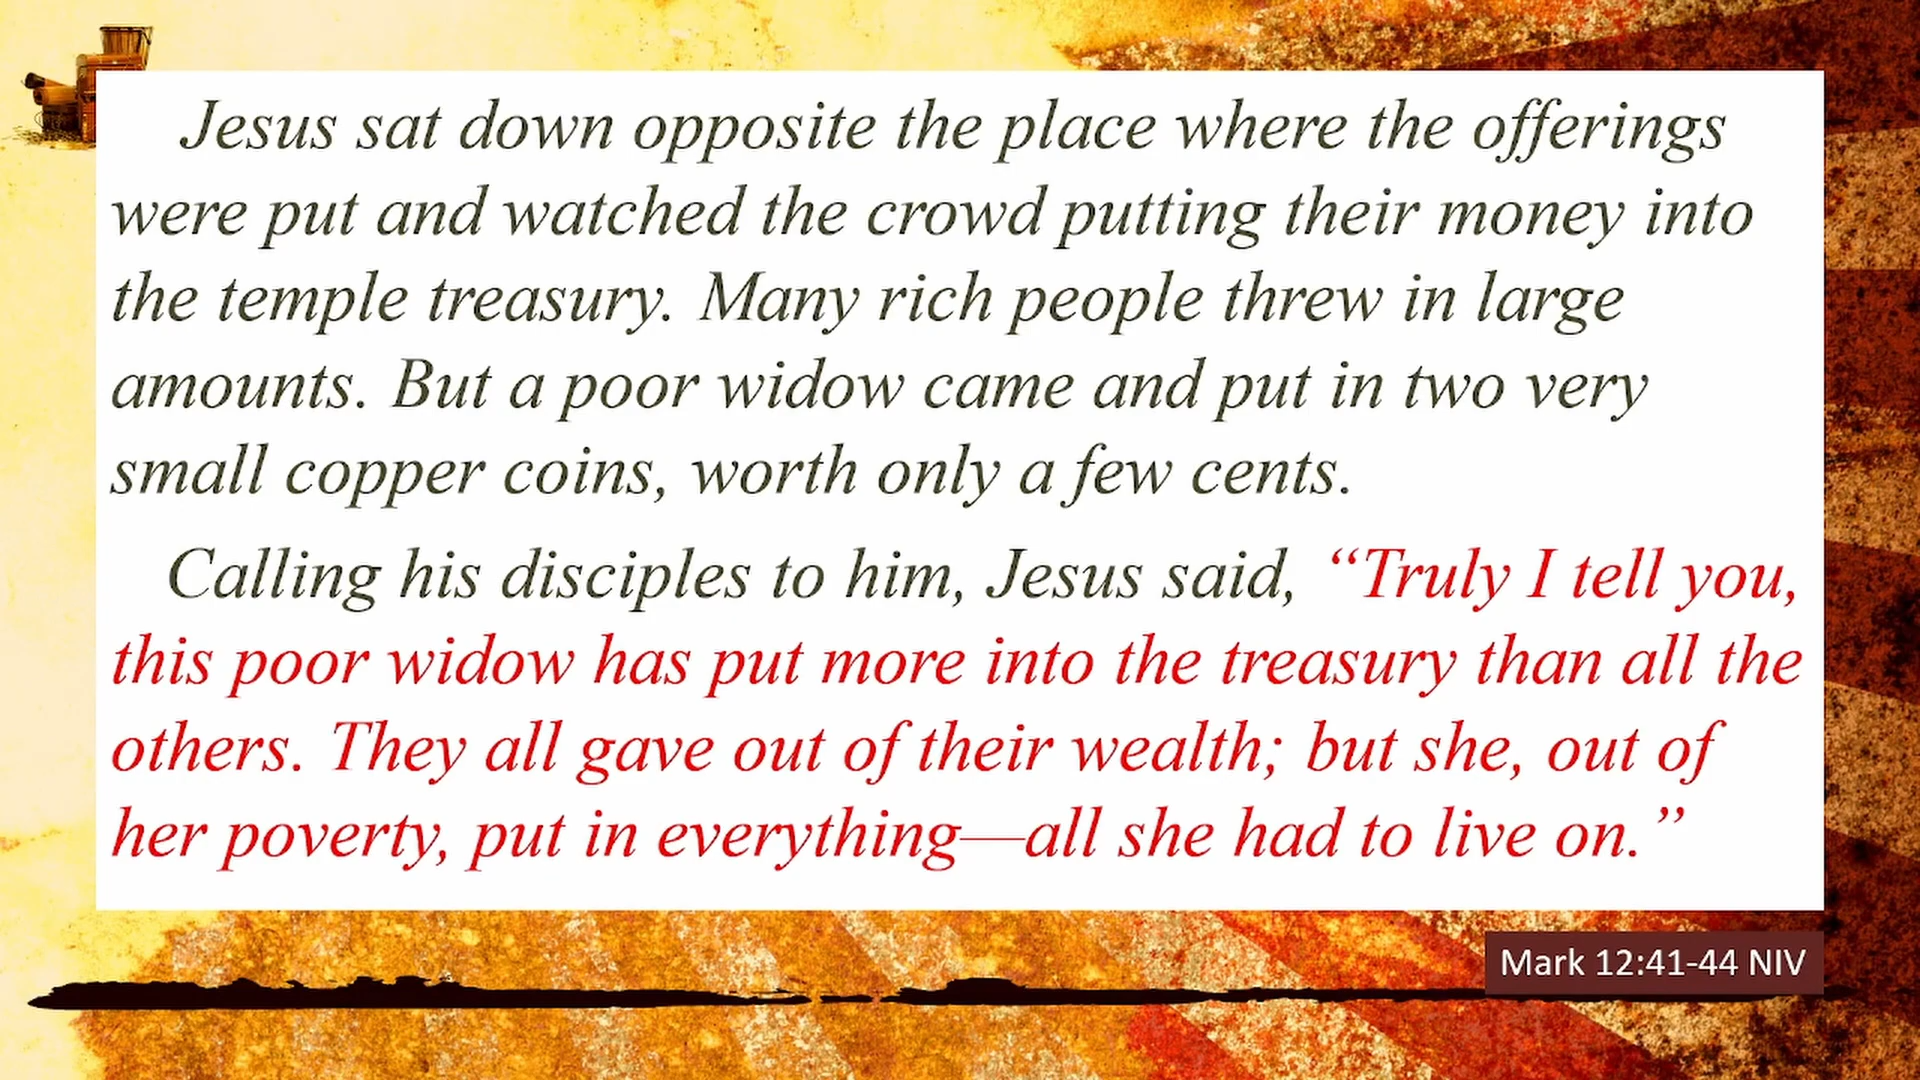 Jesus sat down opposite the place where the offerings
were put and watched the crowd putting their money into
the temple treasury. Many rich people threw in large
amounts. But a poor widow came and put in two very
small copper coins, worth only a few cents.
Calling his disciples to him, Jesus said, “Truly I tell you,
this poor widow has put more into the treasury than all the
others. They all gave out of their wealth; but she, out of
her poverty, put in everything—all she had to live on.”
Mark 12:41-44 NIV